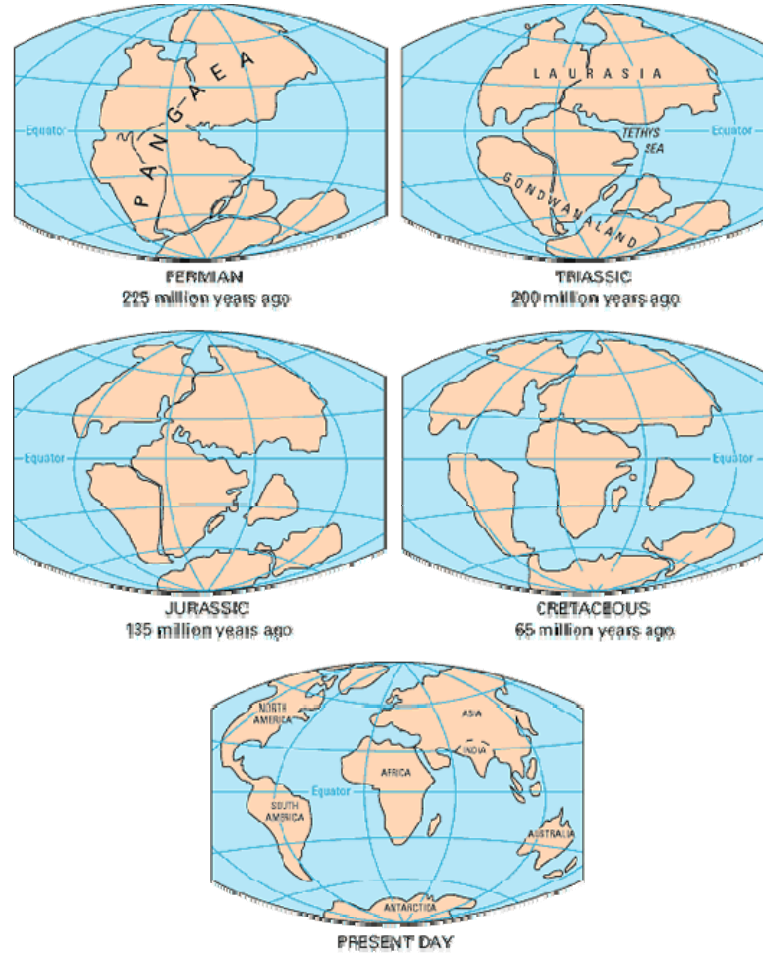 PANGAEA
Equator
PERMIAN
225 million years ago
LAURASIA
TETHYS
SEA
Equator
GONDWANALAND
TRIASSIC
200 million years ago
Equator
JURASSIC
135 million years ago
Equator
CRETACEOUS
65 million years ago
NORTH
AMERICA
ASIA
INDIA
AFRICA
Equator
SOUTH
AMERICA
AUSTRALIA
ANTARCTICA
PRESENT DAY